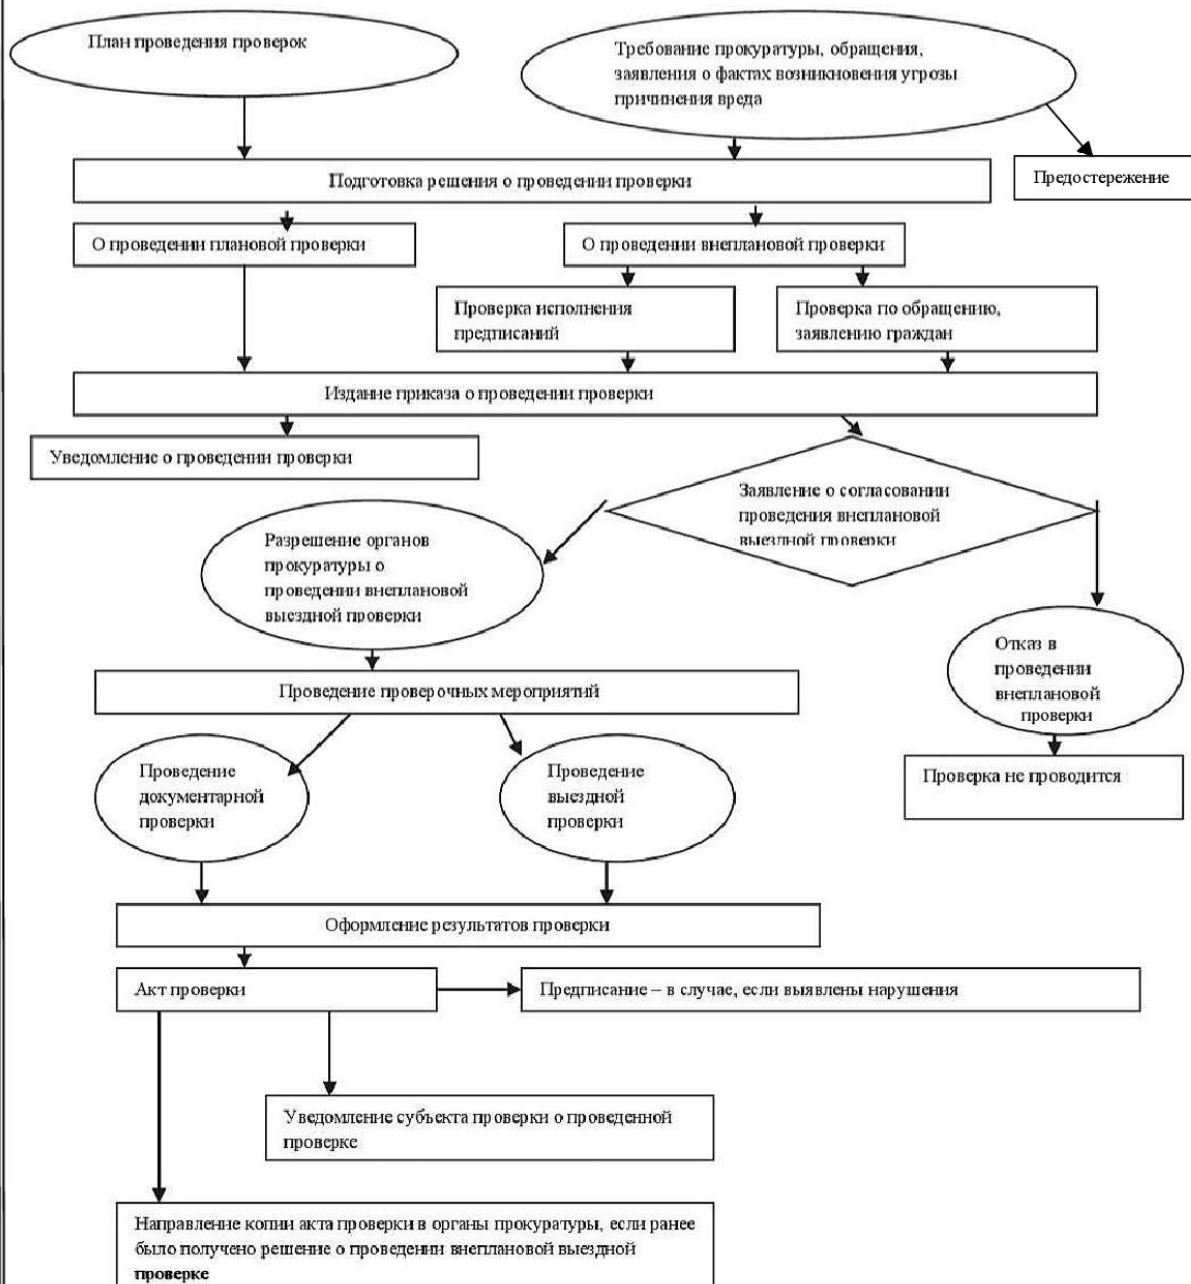 План проведения проверок
Требование прокуратуры, обращения,
заявления о фактах возникновения угрозы
причинения вреда
Подготовка решения о проведении проверки
Предостережение
О проведении плановой проверки
О проведении внеплановой проверки
Проверка исполнения
предписаний
Проверка по обращению,
заявлению граждан
Издание приказа о проведении проверки
Уведомление о проведении проверки
Заявление о согласовании
проведения внеплановой
выездной проверки
Разрешение органов
прокуратуры о
проведении внеплановой
выездной проверки
Отказ в
проведении
внеплановой
проверки
Проведение проверочных мероприятий
Проведение
документарной
проверки
Проведение
выездной
проверки
Проверка не проводится
Оформление результатов проверки
Акт проверки
Предписание – в случае, если выявлены нарушения
Уведомление субъекта проверки о проведенной
проверке
Направление копии акта проверки в органы прокуратуры, если ранее
было получено решение о проведении внеплановой выездной
проверке